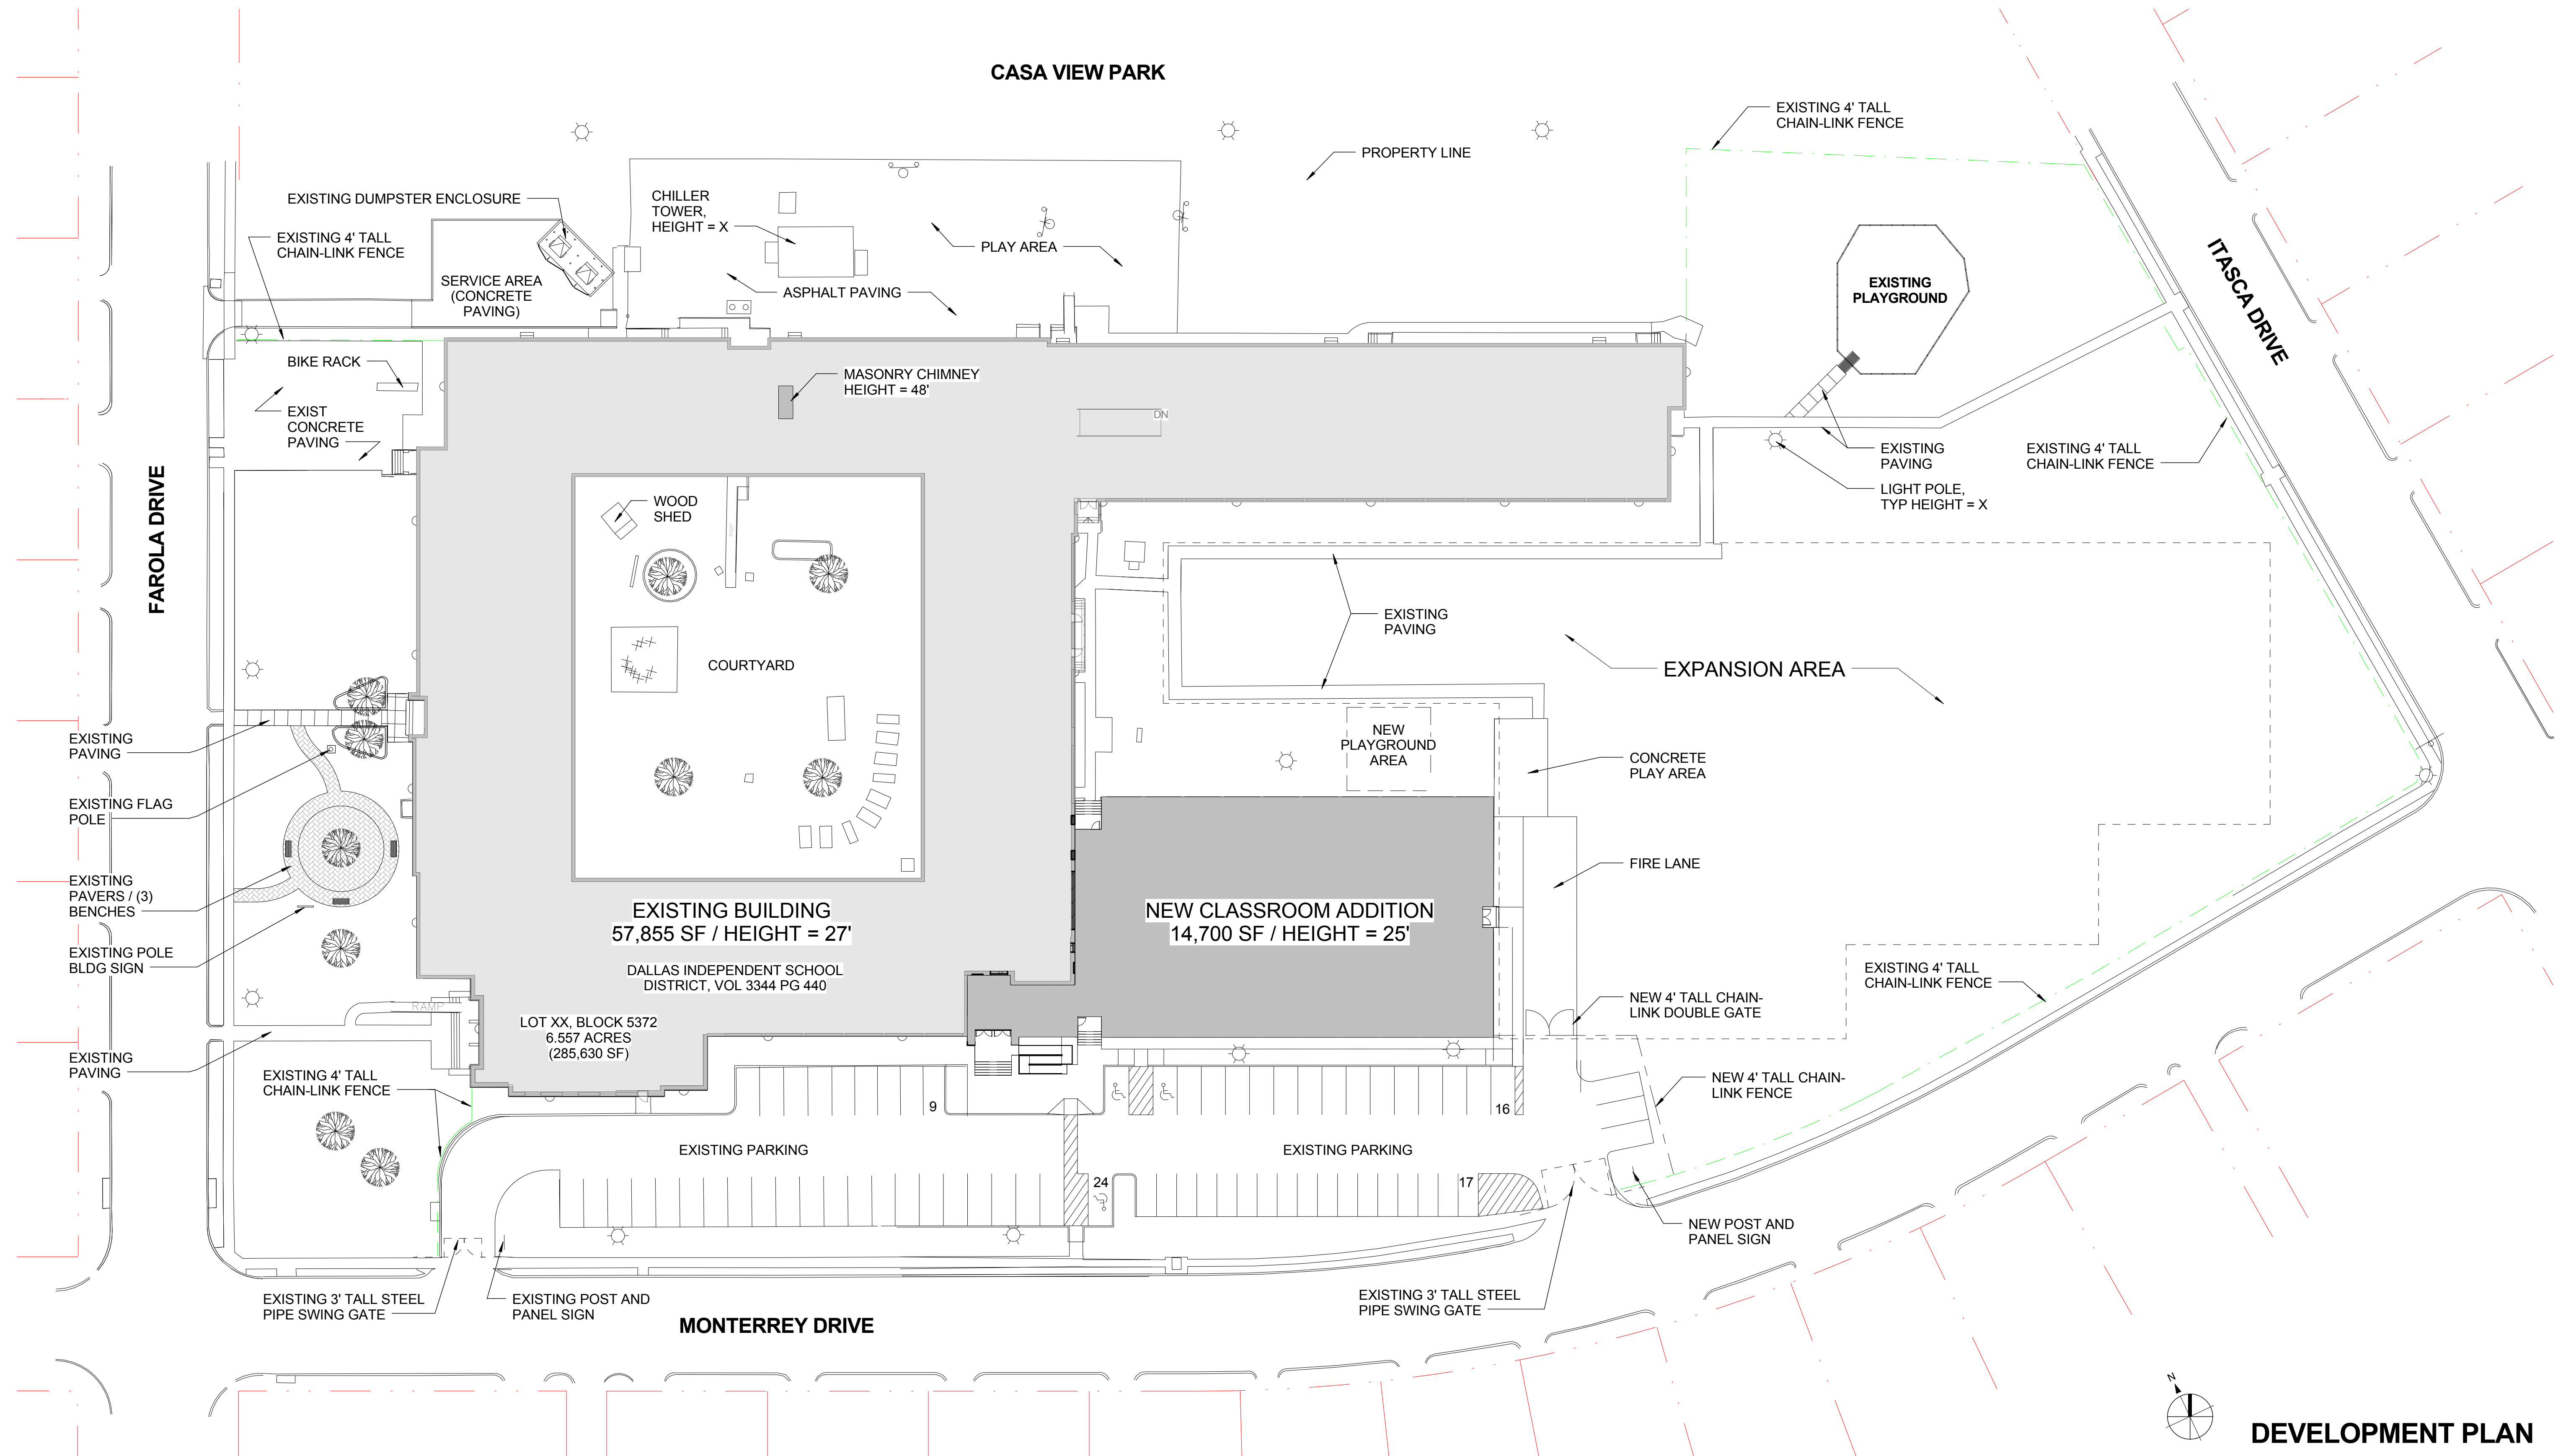 CASA VIEW PARK
EXISTING 4' TALL
CHAIN-LINK FENCE
PROPERTY LINE
EXISTING DUMPSTER ENCLOSURE
CHILLER
TOWER,
HEIGHT = X
EXISTING 4' TALL
CHAIN-LINK FENCE
PLAY AREA
SERVICE AREA
(CONCRETE
PAVING)
ASPHALT PAVING
EXISTING
PLAYGROUND
ITASCA DRIVE
BIKE RACK
MASONRY CHIMNEY
HEIGHT = 48'
EXIST
CONCRETE
PAVING
DN
EXISTING
PAVING
EXISTING 4' TALL
CHAIN-LINK FENCE
LIGHT POLE,
TYP HEIGHT = X
FAROLA DRIVE
WOOD
SHED
RAMP
EXISTING
PAVING
COURTYARD
EXPANSION AREA
EXISTING
PAVING
NEW
PLAYGROUND
AREA
CONCRETE
PLAY AREA
EXISTING FLAG
POLE
FIRE LANE
EXISTING
PAVERS / (3)
BENCHES
EXISTING BUILDING
57,855 SF / HEIGHT = 27'
NEW CLASSROOM ADDITION
14,700 SF / HEIGHT = 25'
EXISTING POLE
BLDG SIGN
DALLAS INDEPENDENT SCHOOL
DISTRICT, VOL 3344 PG 440
EXISTING 4' TALL
CHAIN-LINK FENCE
RAMP
NEW 4' TALL CHAIN-
LINK DOUBLE GATE
LOT XX, BLOCK 5372
6.557 ACRES
(285,630 SF)
EXISTING
PAVING
EXISTING 4' TALL
CHAIN-LINK FENCE
NEW 4' TALL CHAIN-
LINK FENCE
9
16
EXISTING PARKING
EXISTING PARKING
24
17
NEW POST AND
PANEL SIGN
EXISTING 3' TALL STEEL
PIPE SWING GATE
EXISTING POST AND
PANEL SIGN
EXISTING 3' TALL STEEL
PIPE SWING GATE
MONTERREY DRIVE
N
DEVELOPMENT PLAN